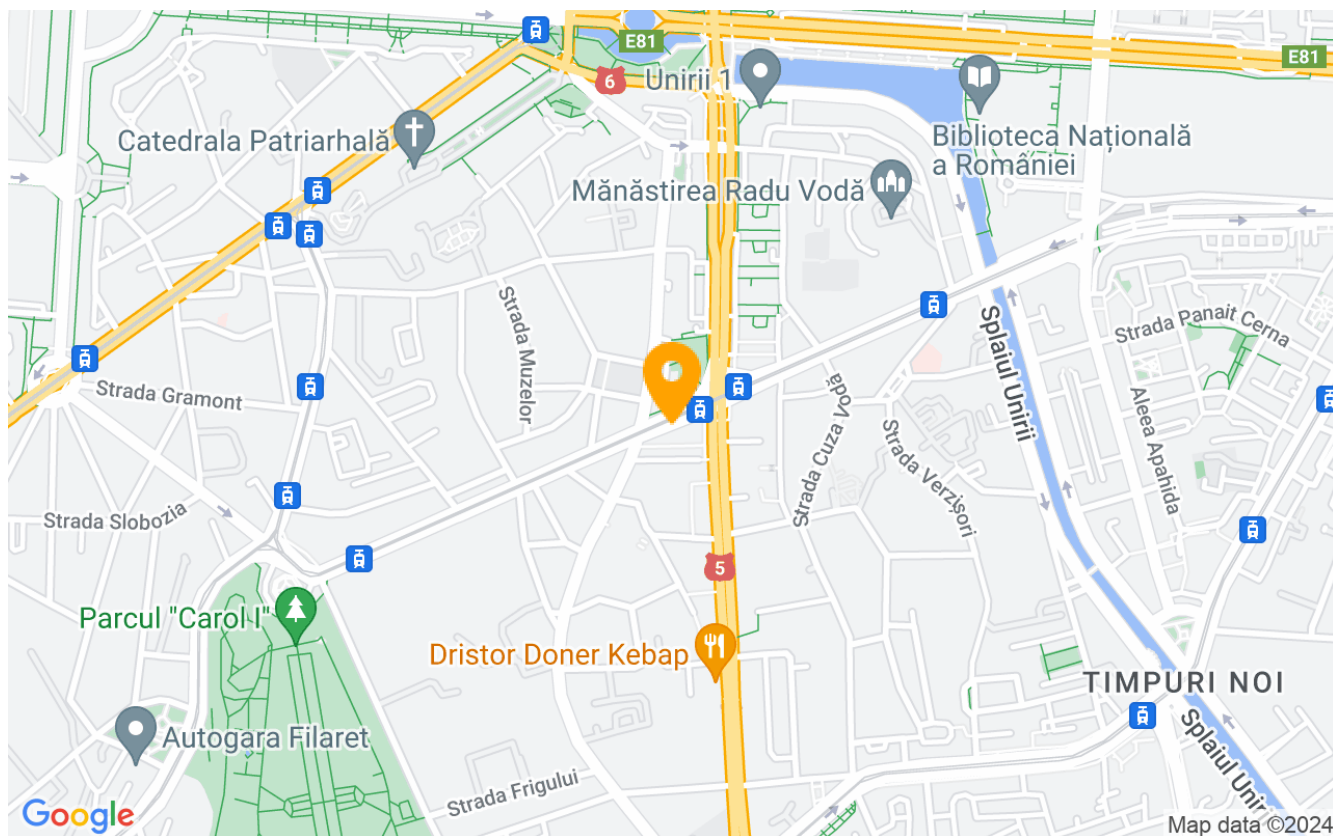 E81
E81
6
Unirii 1
Catedrala Patriarhală
Biblioteca Națională
a României
Mănăstirea Radu Vodă
Strada Muzelor
Splaiul Unirii
Strada Panait Cerna
Strada Gramont
Strada Cuza Vodă
Aleea Apahida
Strada Verzișori
Strada Slobozia
5
Parcul "Carol I"
Dristor Doner Kebap
TIMPURI NOI
Autogara Filaret
Splaiul Unirii
Strada Frigului
Google
Map data ©2024